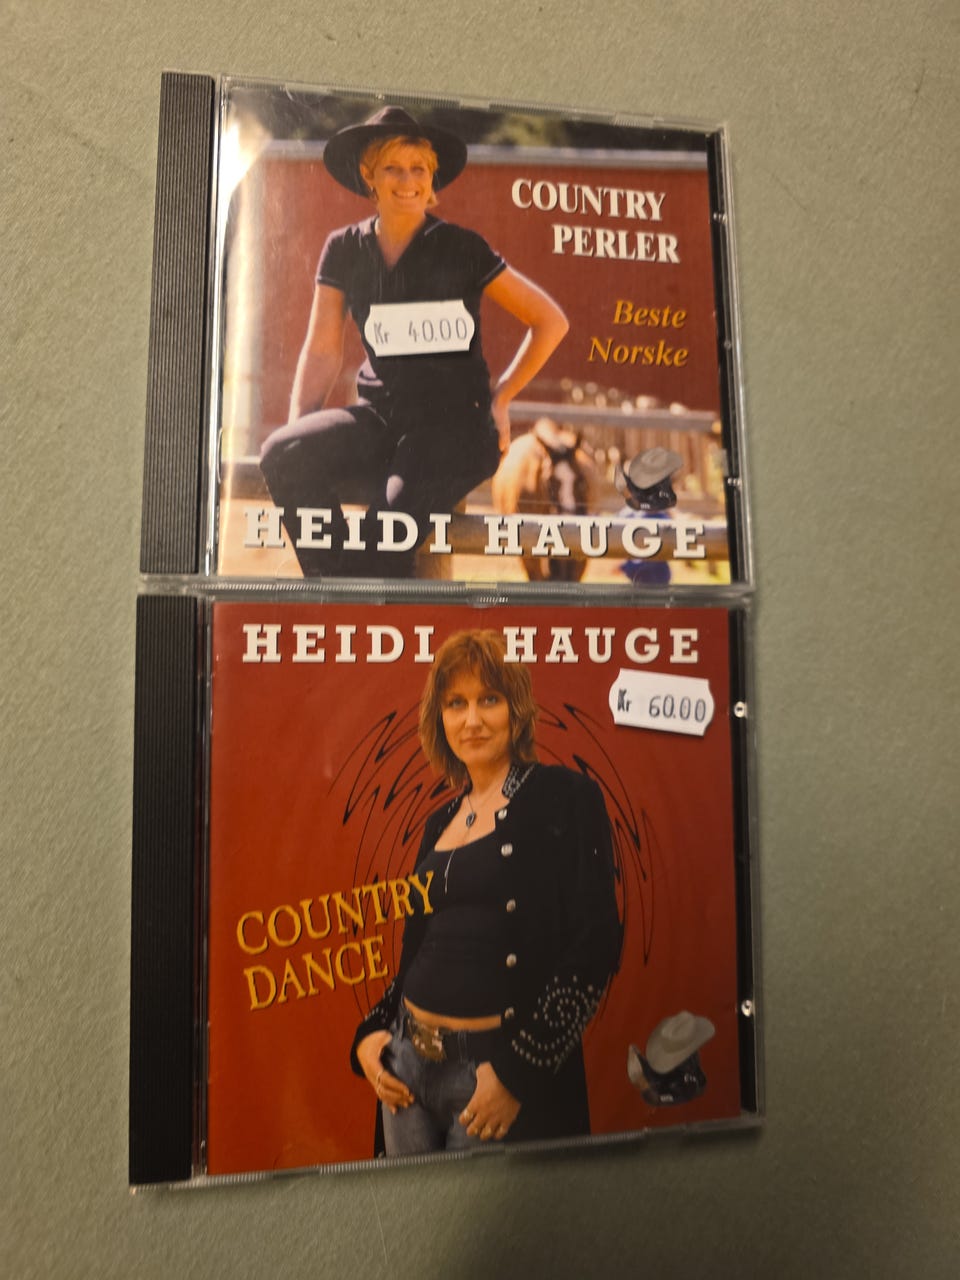 COUNTRY
PERLER
Beste
Norske
Kr 40.00
HEIDI HAUGE
HEIDI HAUGE
Kr 60.00
COUNTRY
DANCE